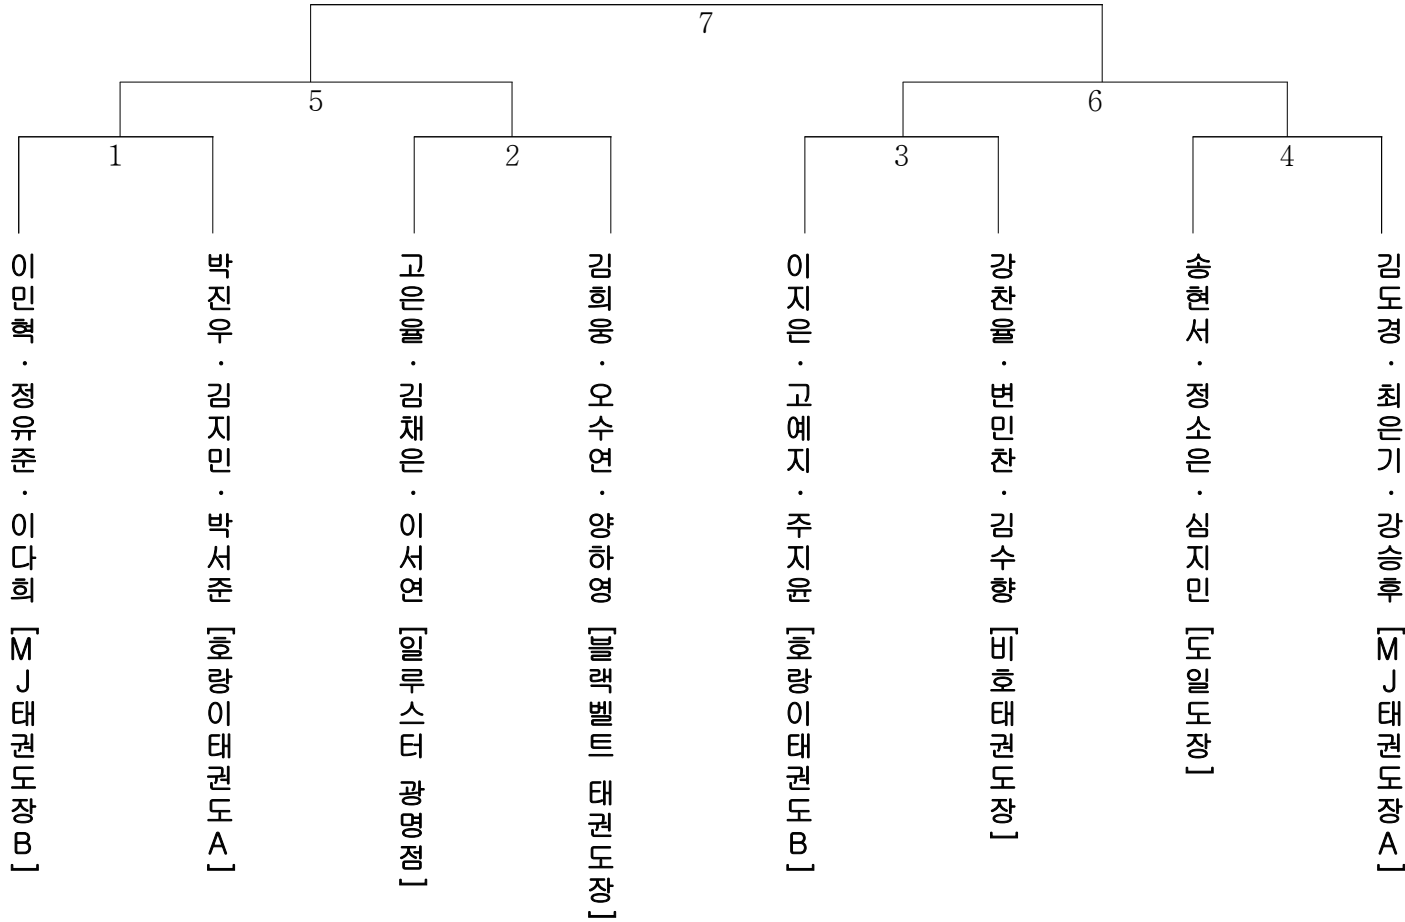 7
5
6
1
2
3
4
이민혁·정유준·이다희 [MJ태권도장B]
박진우·김지민·박서준 [호랑이태권도A]
고은율·김채은·이서연 [일루스터 광명점]
김희웅·오수연·양하영 [블랙벨트 태권도장]
이지은·고예지·주지윤 [호랑이태권도B]
강찬율·변민찬·김수향 [비호태권도장]
송현서·정소은·심지민 [도일도장]
김도경·최은기·강승후 [MJ태권도장A]